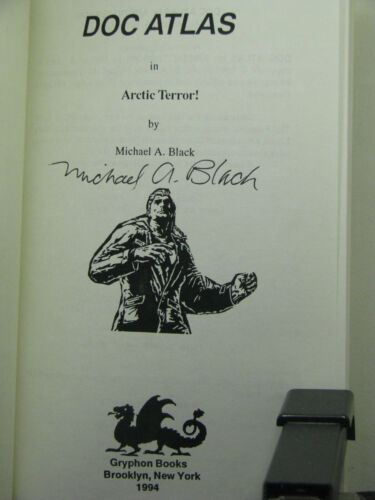 DOC ATLAS
in
Arctic Terror!
by
Michael A. Black
Michael A. Black
Gryphon Books
Brooklyn, New York
1994